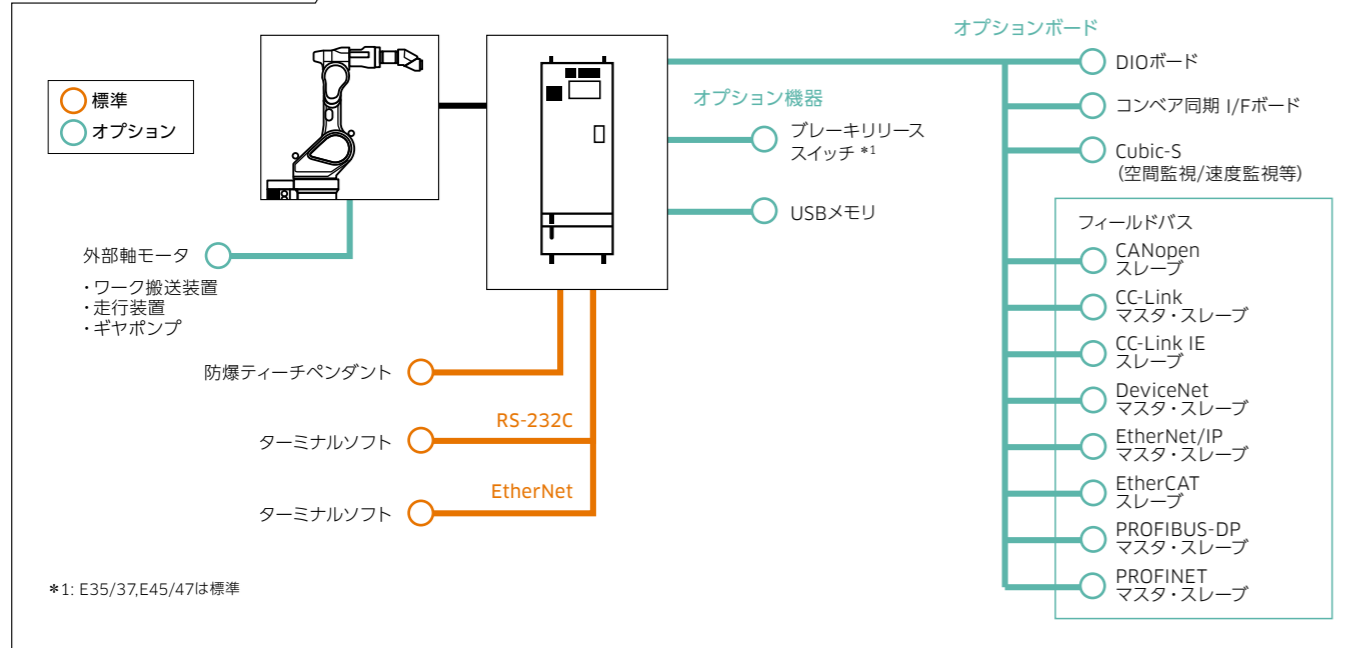 標準
オプション
外部軸モータ
・ワーク搬送装置
・走行装置
・ギヤポンプ
防爆ティーチペンダント
RS-232C
ターミナルソフト
EtherNet
ターミナルソフト
*1: E35/37,E45/47は標準
オプション機器
ブレーキリリース
スイッチ *1
USBメモリ
オプションボード
DIOボード
コンベア同期 I/Fボード
Cubic-S
(空間監視/速度監視等)
フィールドバス
CANopen
スレーブ
CC-Link
マスタ・スレーブ
CC-Link IE
スレーブ
DeviceNet
マスタ・スレーブ
EtherNet/IP
マスタ・スレーブ
EtherCAT
スレーブ
PROFIBUS-DP
マスタ・スレーブ
PROFINET
マスタ・スレーブ